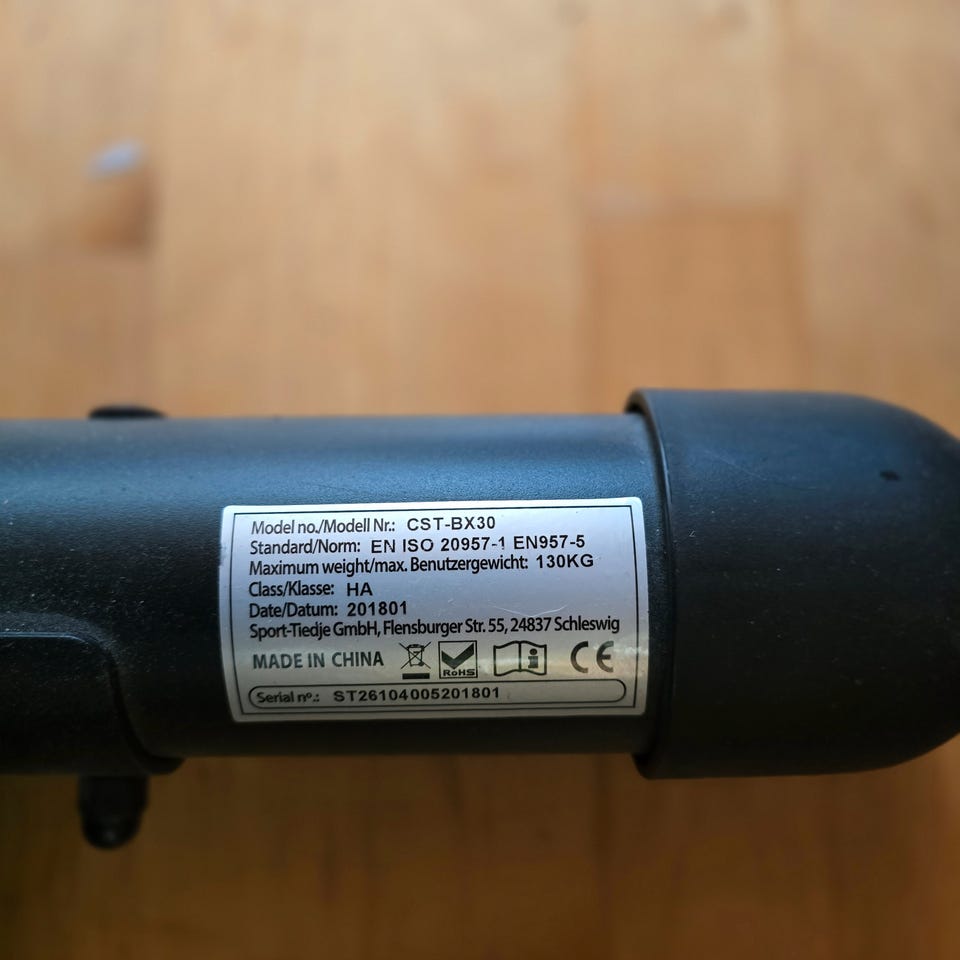 Model no./Modell Nr.: CST-BX30
Standard/Norm: EN ISO 20957-1 EN957-5
Maximum weight/max. Benutzergewicht: 130KG
Class/Klasse: HA
Date/Datum: 201801
Sport-Tiedje GmbH, Flensburger Str. 55, 24837 Schleswig
MADE IN CHINA RoHS i CE
Serial nº.: ST26104005201801